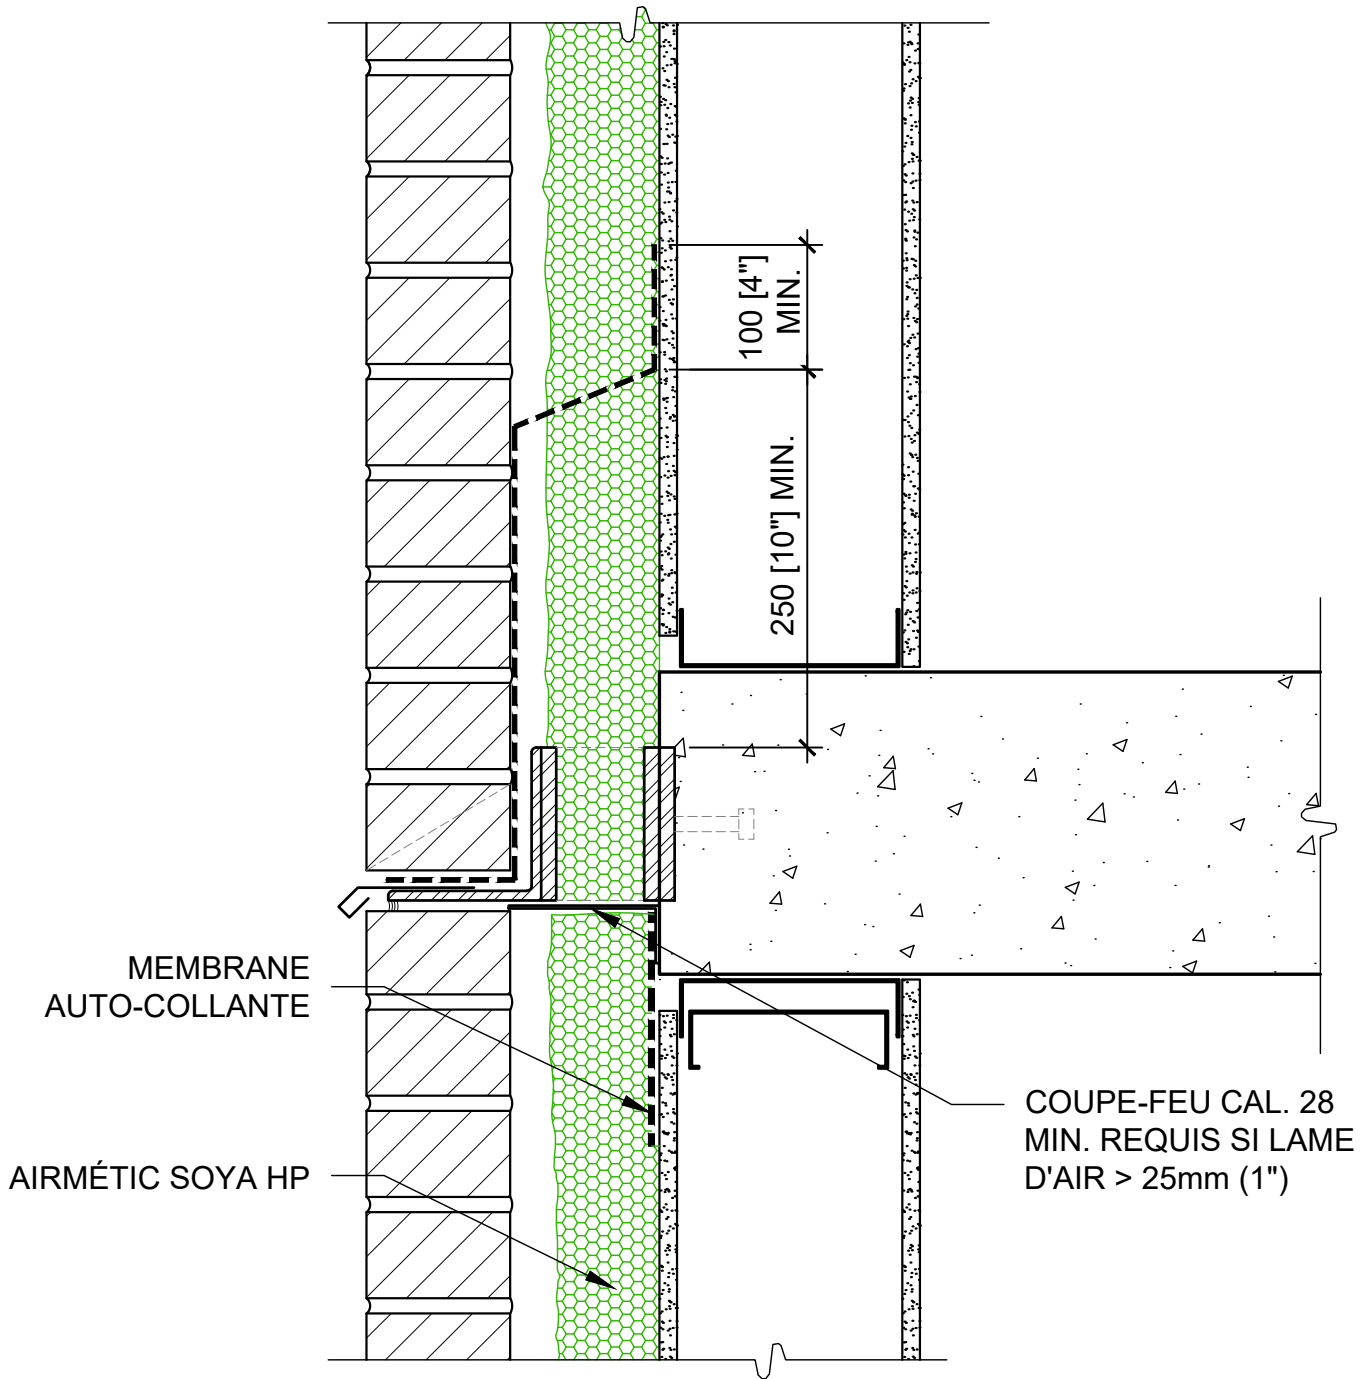 100 [4"]
MIN.
250 [10"] MIN.
MEMBRANE
AUTO-COLLANTE
AIRMÉTIC SOYA HP
COUPE-FEU CAL. 28
MIN. REQUIS SI LAME
D'AIR > 25mm (1")